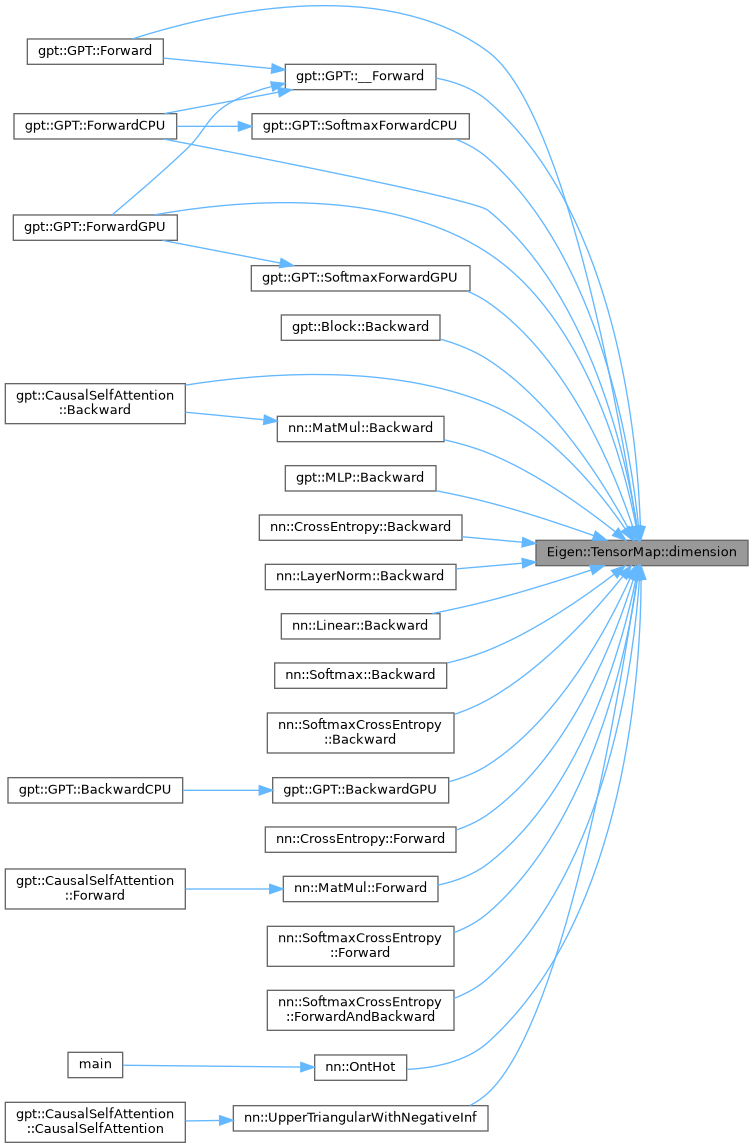 gpt::GPT::Forward
gpt::GPT::__Forward
gpt::GPT::ForwardCPU
gpt::GPT::SoftmaxForwardCPU
gpt::GPT::ForwardGPU
gpt::GPT::SoftmaxForwardGPU
gpt::Block::Backward
gpt::CausalSelfAttention
::Backward
nn::MatMul::Backward
gpt::MLP::Backward
nn::CrossEntropy::Backward
Eigen::TensorMap::dimension
nn::LayerNorm::Backward
nn::Linear::Backward
nn::Softmax::Backward
nn::SoftmaxCrossEntropy
::Backward
gpt::GPT::BackwardCPU
gpt::GPT::BackwardGPU
nn::CrossEntropy::Forward
gpt::CausalSelfAttention
::Forward
nn::MatMul::Forward
nn::SoftmaxCrossEntropy
::Forward
nn::SoftmaxCrossEntropy
::ForwardAndBackward
main
nn::OntHot
gpt::CausalSelfAttention
::CausalSelfAttention
nn::UpperTriangularWithNegativeInf